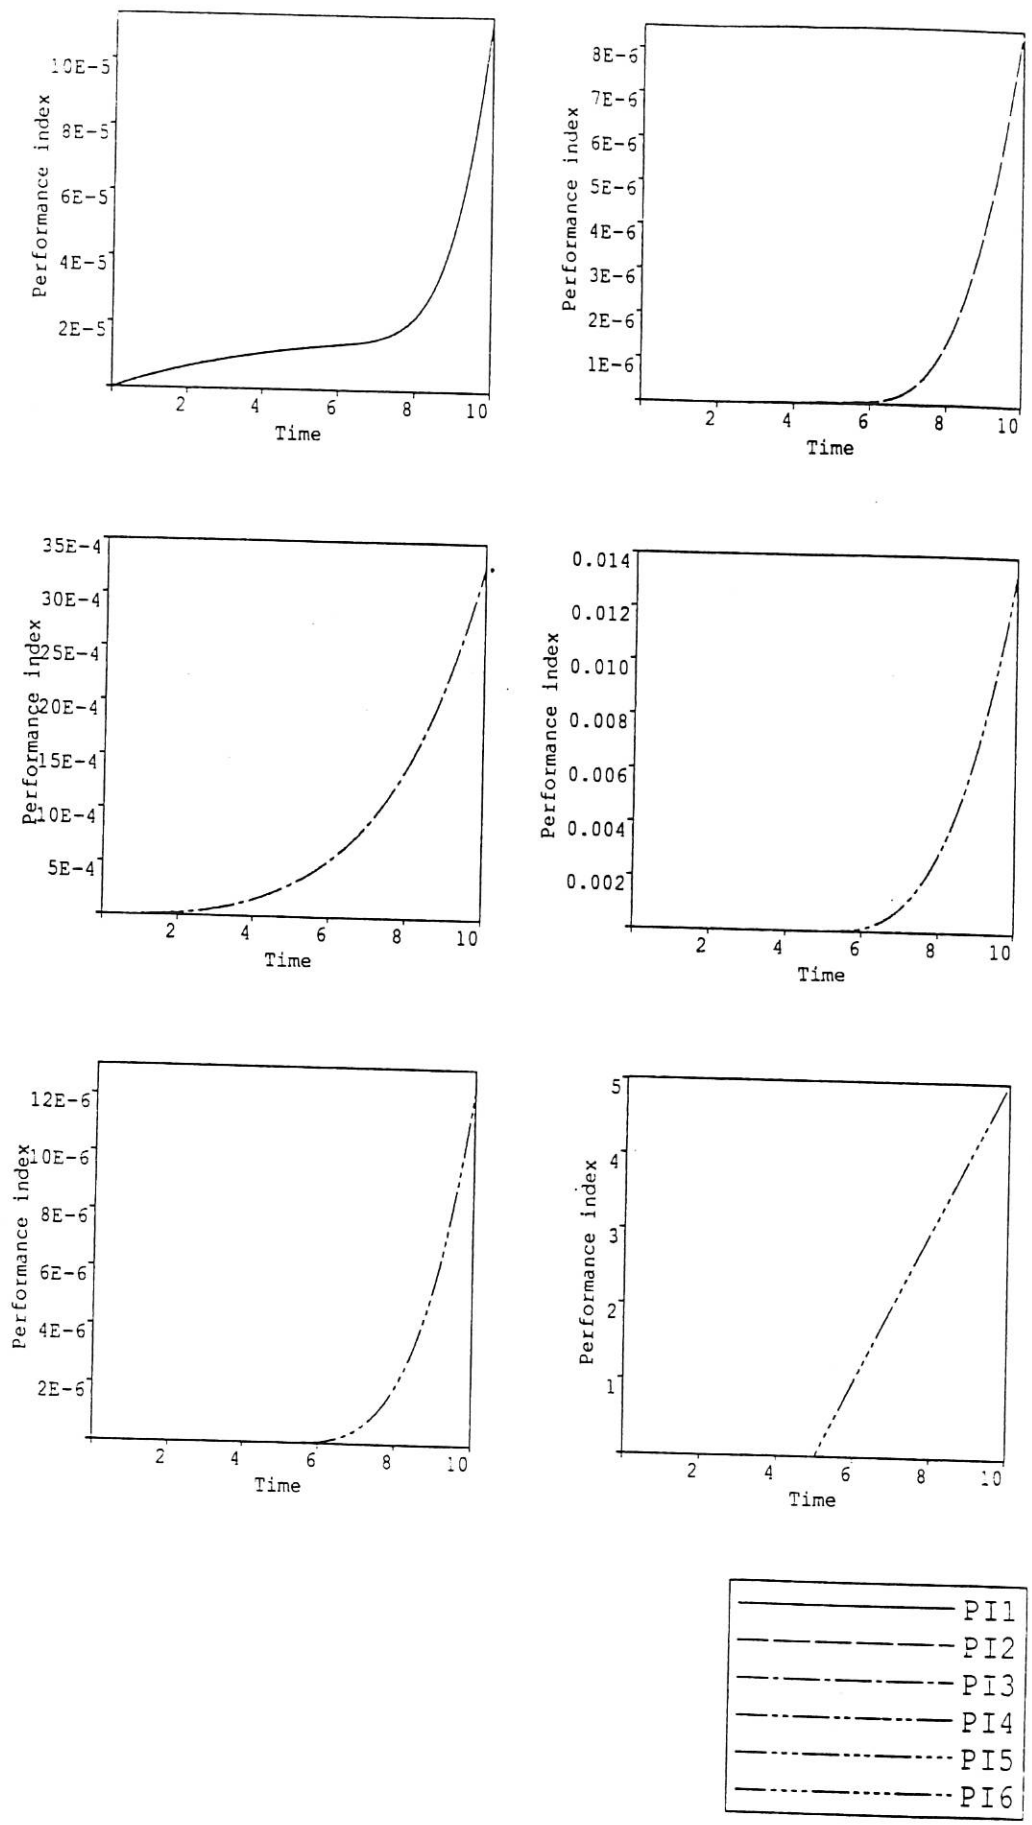 Performance index
10E-5
8E-5
6E-5
4E-5
2E-5
2 4 6 8 10
Time
Performance index
8E-6
7E-6
6E-6
5E-6
4E-6
3E-6
2E-6
1E-6
2 4 6 8 10
Time
Performance index
35E-4
30E-4
25E-4
20E-4
15E-4
10E-4
5E-4
2 4 6 8 10
Time
Performance index
0.014
0.012
0.010
0.008
0.006
0.004
0.002
2 4 6 8 10
Time
Performance index
12E-6
10E-6
8E-6
6E-6
4E-6
2E-6
2 4 6 8 10
Time
Performance index
5
4
3
2
1
2 4 6 8 10
Time
PI1
PI2
PI3
PI4
PI5
PI6